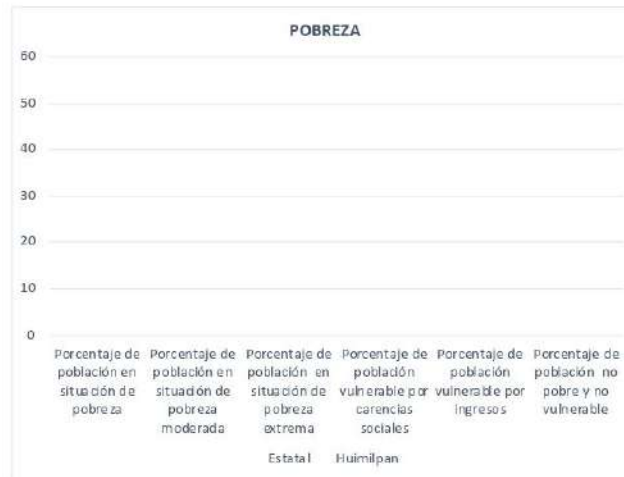 POBREZA
60
50
40
30
20
10
0
Porcentaje de
población en
situación de
pobreza
Porcentaje de
población en
situación de
pobreza
moderada
Porcentaje de
población en
situación de
pobreza
extrema
Porcentaje de
población
vulnerable por
carencias
sociales
Porcentaje de
población
vulnerable por
ingresos
Porcentaje de
población no
pobre y no
vulnerable
Estatal Huimilpan